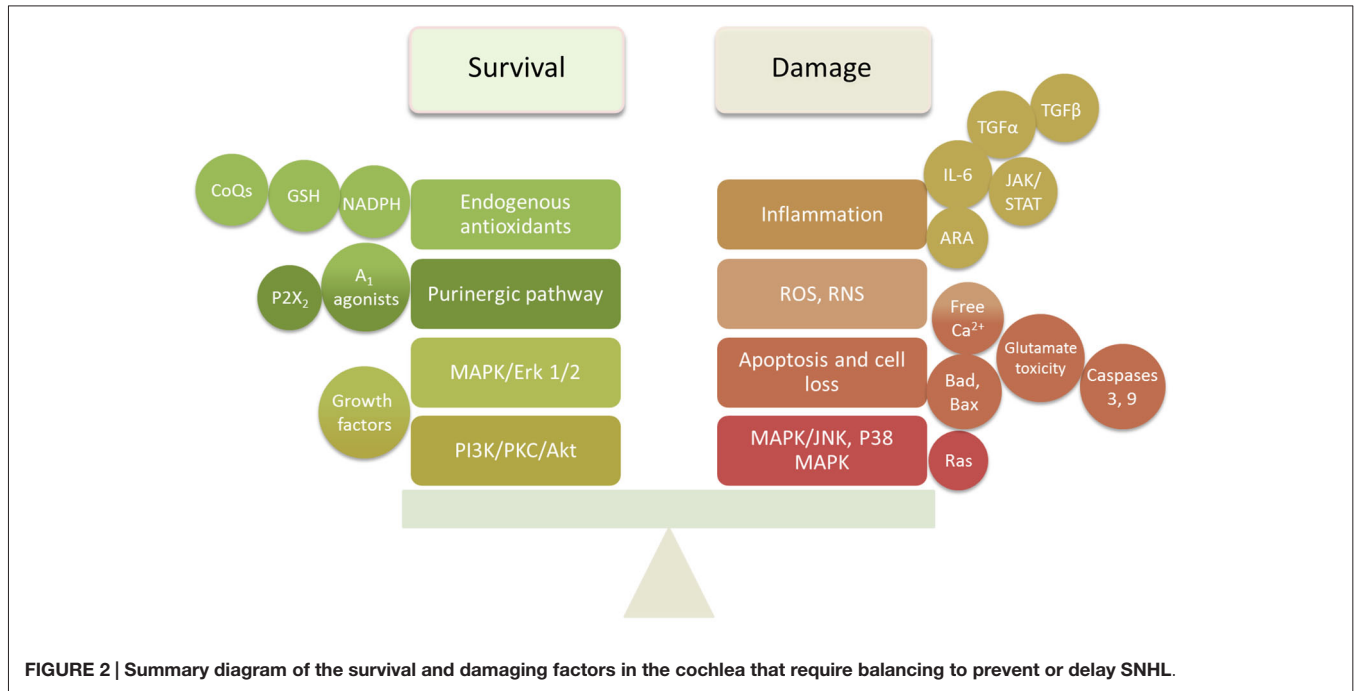 Survival
Damage
TGFβ
TGFα
IL-6
JAK/
STAT
ARA
CoQs
GSH
NADPH
Endogenous
antioxidants
Inflammation
P2X₂
A₁
agonists
Purinergic pathway
ROS, RNS
Free
Ca²⁺
Glutamate
toxicity
Caspases
3, 9
Bad,
Bax
Growth
factors
MAPK/Erk 1/2
Apoptosis and cell
loss
PI3K/PKC/Akt
MAPK/JNK, P38
MAPK
Ras
FIGURE 2 | Summary diagram of the survival and damaging factors in the cochlea that require balancing to prevent or delay SNHL.